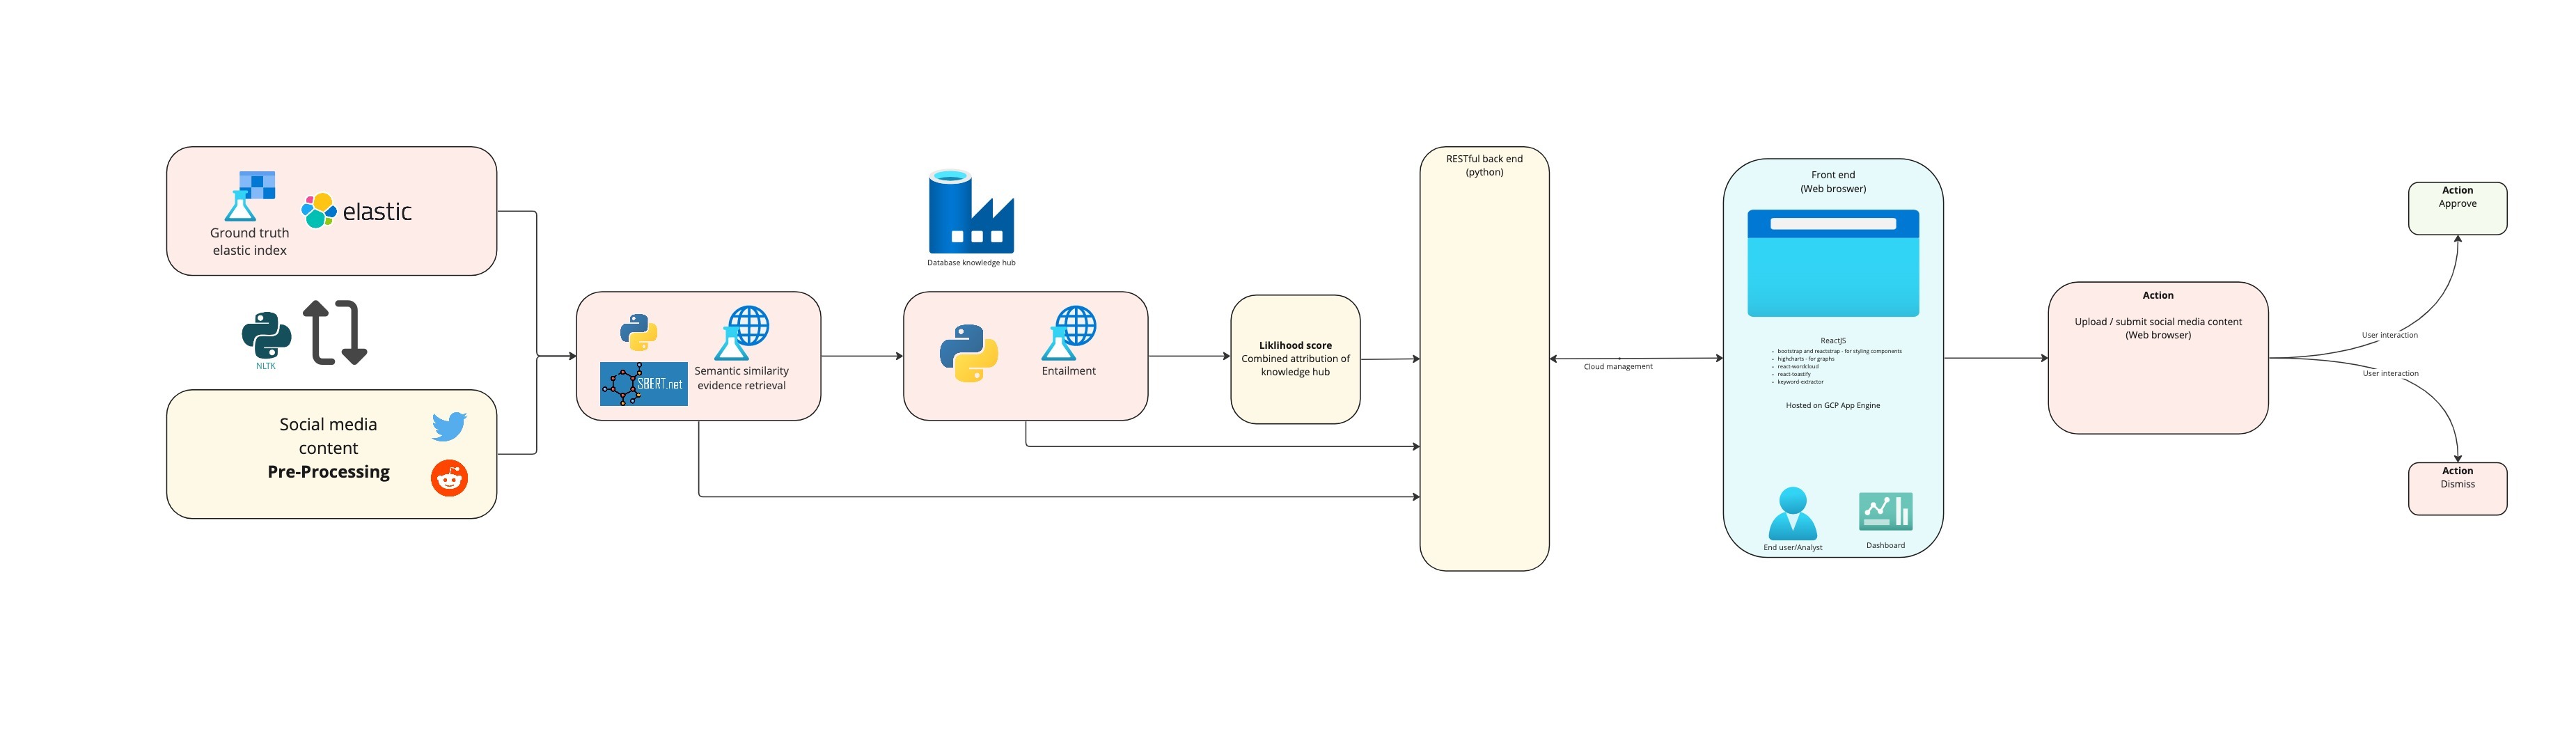 elastic
Ground truth
elastic index
NLTK
Social media
content
Pre-Processing
SBERT.net
Semantic similarity
evidence retrieval
Database knowledge hub
Entailment
Liklihood score
Combined attribution of
knowledge hub
RESTful back end
(python)
Cloud management
Front end
(Web broswer)
ReactJS
• bootstrap and reactstrap - for styling components
• highcharts - for graphs
• react-wordcloud
• react-toastify
• keyword-extractor
Hosted on GCP App Engine
End user/Analyst
Dashboard
Action
Upload / submit social media content
(Web browser)
User interaction
User interaction
Action
Approve
Action
Dismiss